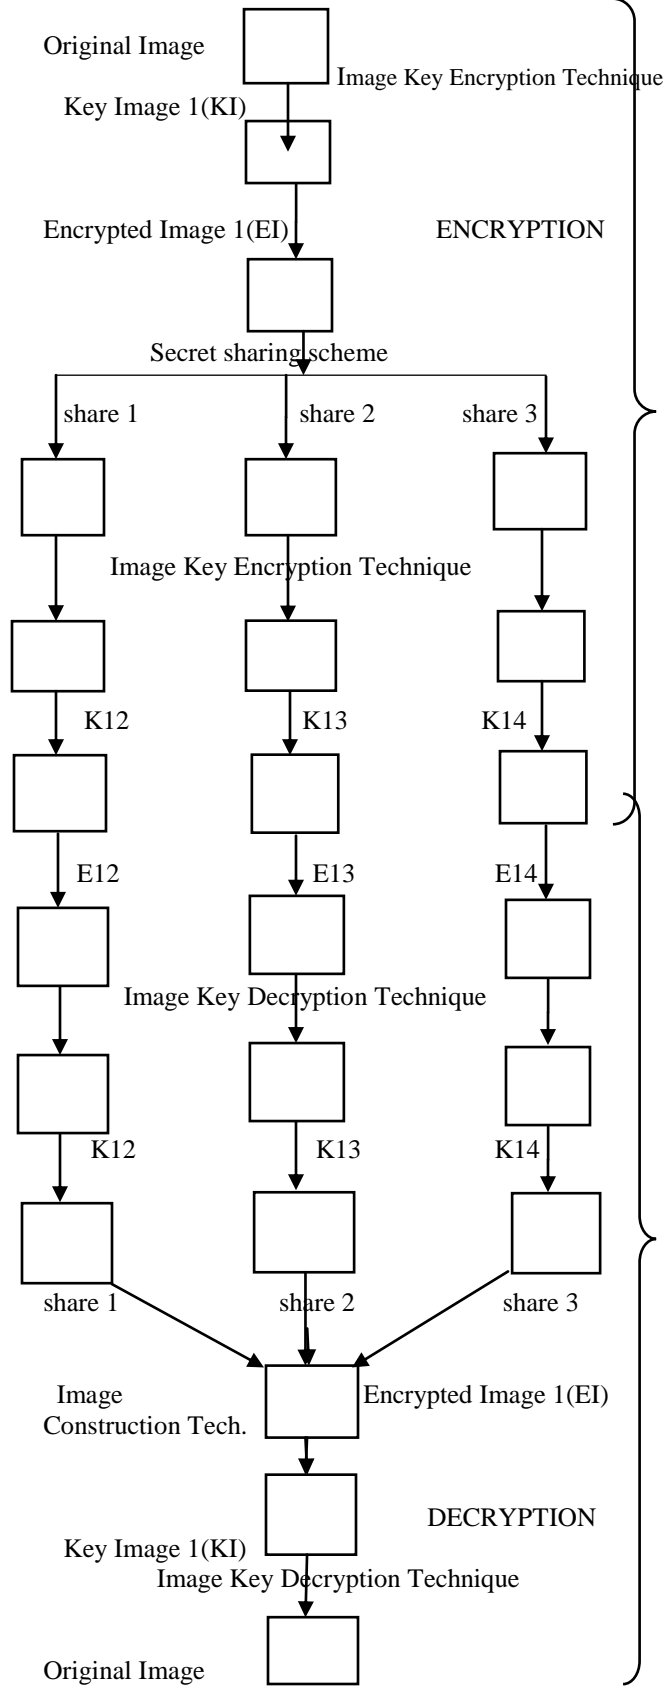 Original Image
Image Key Encryption Technique
Key Image 1(KI)
Encrypted Image 1(EI)
ENCRYPTION
Secret sharing scheme
share 1
share 2
share 3
Image Key Encryption Technique
K12
K13
K14
E12
E13
E14
Image Key Decryption Technique
K12
K13
K14
share 1
share 2
share 3
Image
Construction Tech.
Encrypted Image 1(EI)
DECRYPTION
Key Image 1(KI)
Image Key Decryption Technique
Original Image